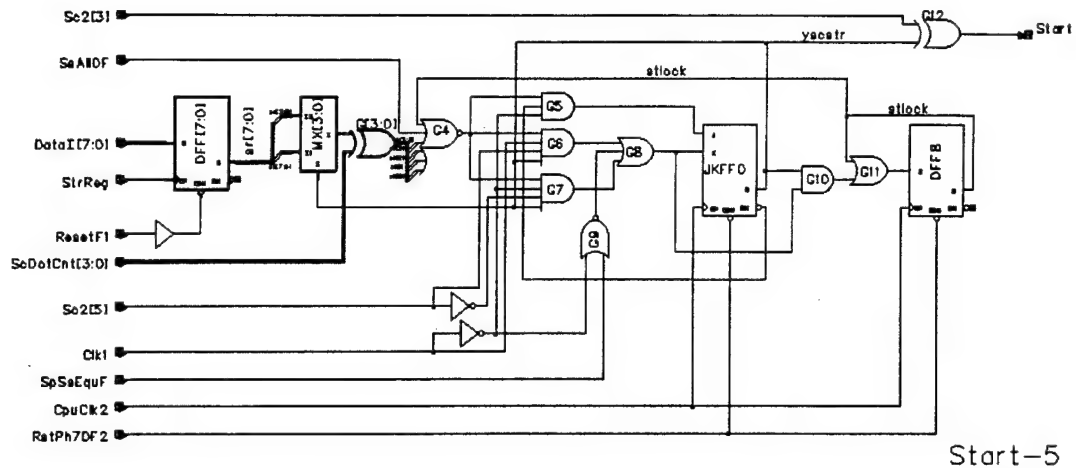 Sc2[3]
G12
Start
yscstr
SeAllDF
stlock
stlock
G5
DataI[7:0]
DFF[7:0]
sr[7:0]
MX[3:0]
G[3:0]
G4
G6
G8
JKFF0
G10
G11
DFF8
StrReg
G7
ResetF1
G9
ScDotCnt[3:0]
Sc2[5]
Clk1
SpSeEquF
CpuClk2
RstPh7DF2
Start-5